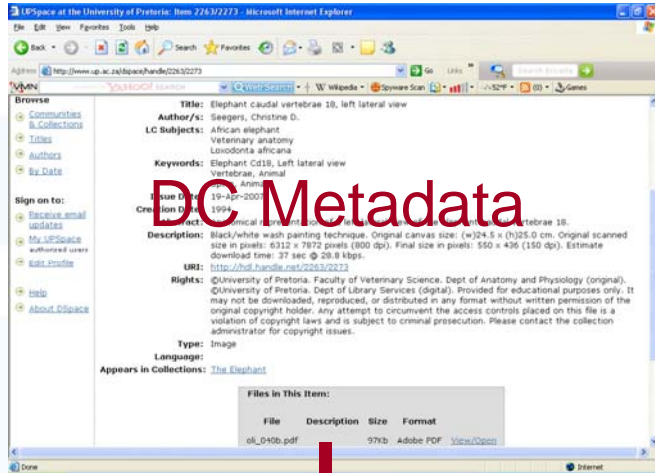 UPSpace at the University of Pretoria: Item 2263/2273 - Microsoft Internet Explorer
File Edit View Favorites Tools Help
Back Search Favorites
Address http://www.up.ac.za/dspace/handle/2263/2273 Go Links
YAHOO! SEARCH Web Search W Wikipedia Spyware Scan 52°F (0) Games
Browse
Communities & Collections
Titles
Authors
By Date
Sign on to:
Receive email updates
My UPSpace
authorized users
Edit Profile
Help
About DSpace
Title: Elephant caudal vertebrae 18, left lateral view
Author/s: Seegers, Christine D.
LC Subjects: African elephant
Veterinary anatomy
Loxodonta africana
Keywords: Elephant Cd18, Left lateral view
Vertebrae, Animal
Animal
Issue Date: 19-Apr-2007
Creation Date: 1994
DC Metadata
vertebrae 18.
Description: Black/white wash painting technique. Original canvas size: (w)24.5 x (h)25.0 cm. Original scanned
size in pixels: 6312 x 7872 pixels (800 dpi). Final size in pixels: 550 x 436 (150 dpi). Estimate
download time: 37 sec @ 28.8 kbps.
URI: http://hdl.handle.net/2263/2273
Rights: ©University of Pretoria. Faculty of Veterinary Science. Dept of Anatomy and Physiology (original).
©University of Pretoria. Dept of Library Services (digital). Provided for educational purposes only. It
may not be downloaded, reproduced, or distributed in any format without written permission of the
original copyright holder. Any attempt to circumvent the access controls placed on this file is a
violation of copyright laws and is subject to criminal prosecution. Please contact the collection
administrator for copyright issues.
Type: Image
Language:
Appears in Collections: The Elephant
Files in This Item:
File Description Size Format
oli_040b.pdf 97Kb Adobe PDF View/Open
Done Internet